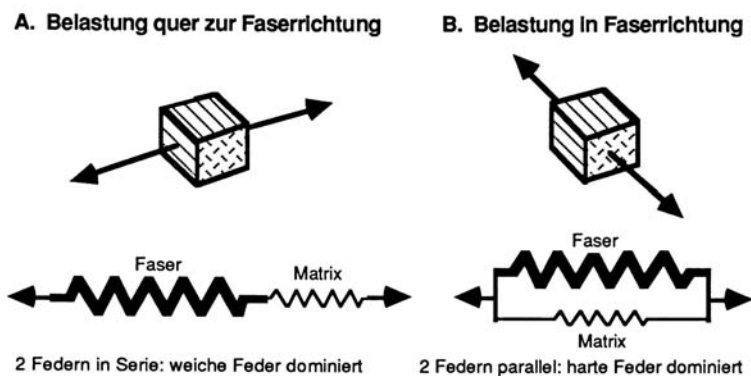 A. Belastung quer zur Faserrichtung
B. Belastung in Faserrichtung
Faser
Matrix
2 Federn in Serie: weiche Feder dominiert
Faser
Matrix
2 Federn parallel: harte Feder dominiert